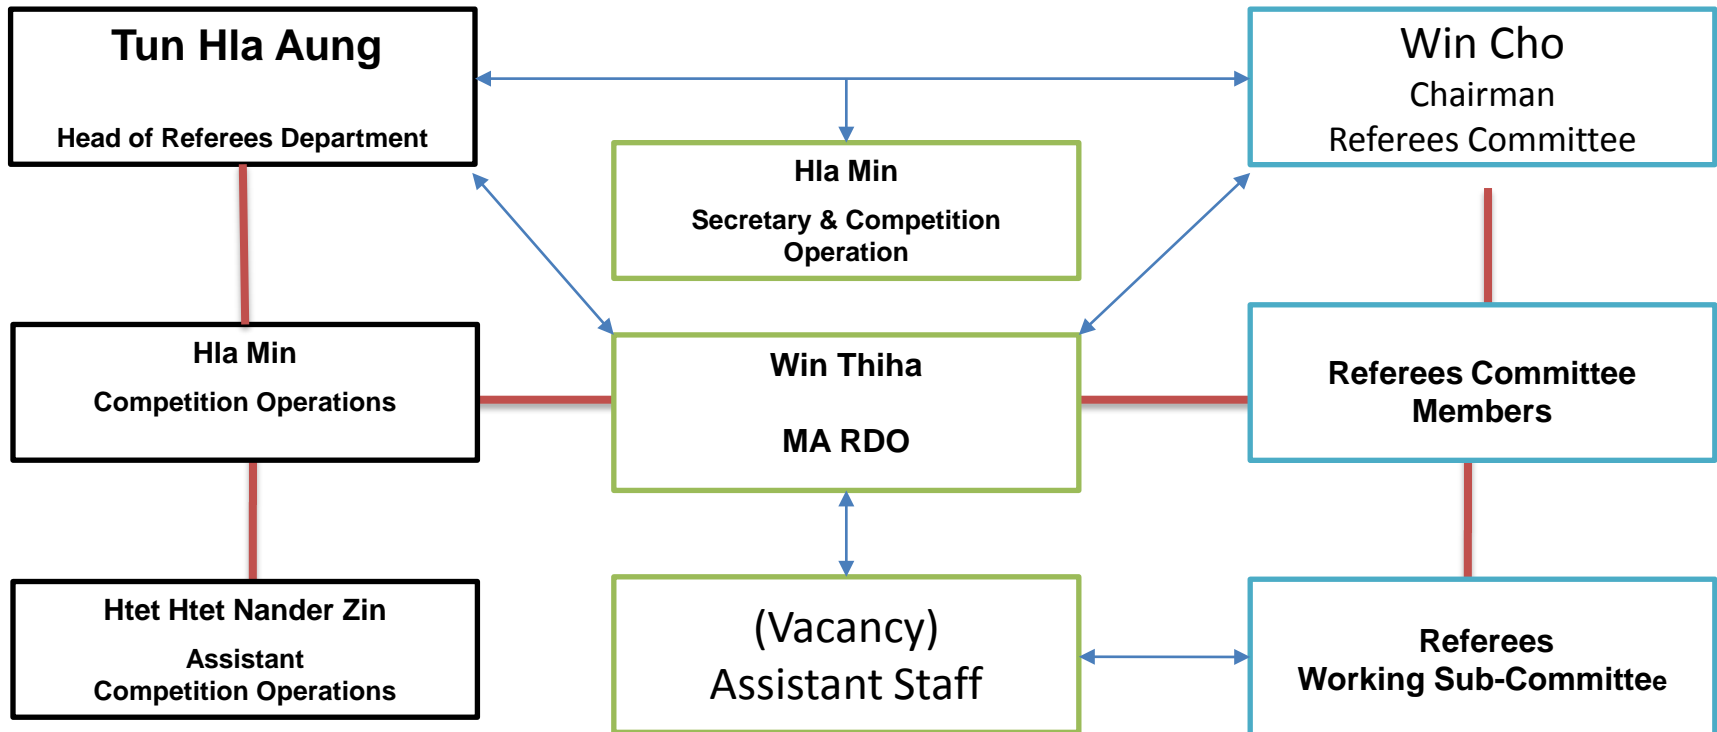 Tun Hla Aung
Head of Referees Department
Win Cho
Chairman
Referees Committee
Hla Min
Secretary & Competition
Operation
Hla Min
Competition Operations
Win Thiha
MA RDO
Referees Committee
Members
Htet Htet Nander Zin
Assistant
Competition Operations
(Vacancy)
Assistant Staff
Referees
Working Sub-Committee